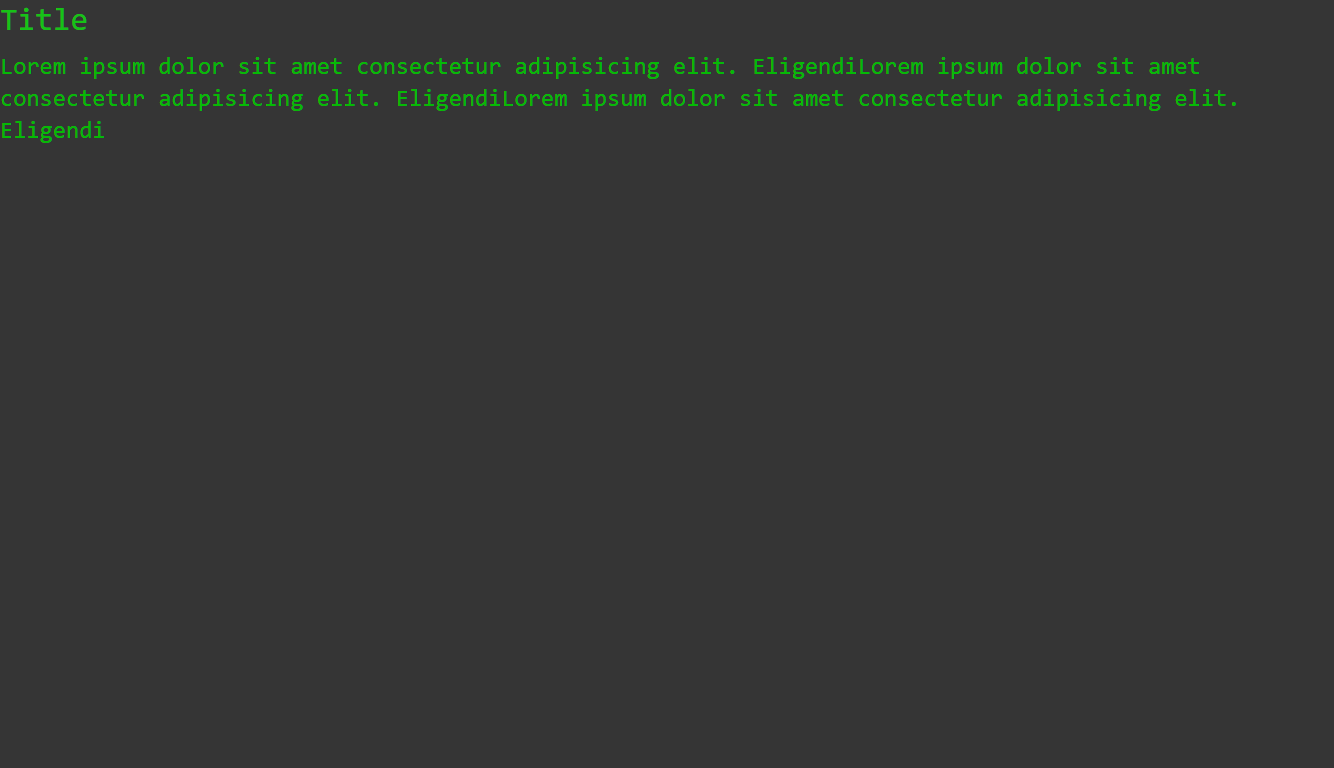 Title
Lorem ipsum dolor sit amet consectetur adipisicing elit. EligendiLorem ipsum dolor sit amet
consectetur adipisicing elit. EligendiLorem ipsum dolor sit amet consectetur adipisicing elit.
Eligendi